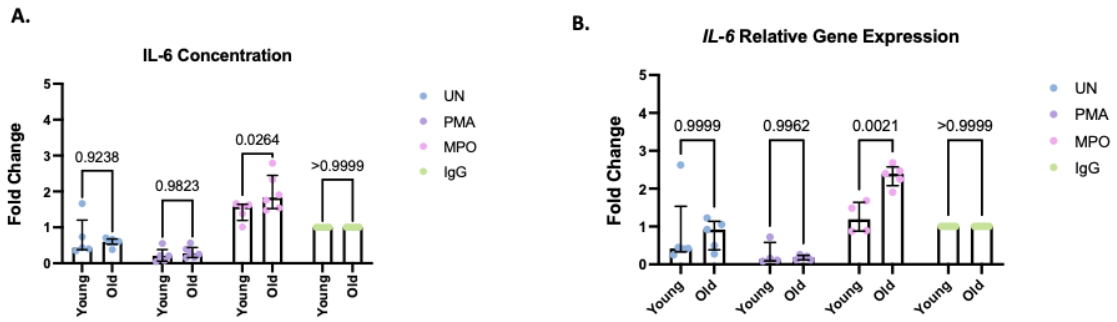 A.
IL-6 Concentration
Fold Change
5
4
3
2
1
0
0.9238
0.9823
0.0264
>0.9999
Young
Old
Young
Old
Young
Old
Young
Old
UN
PMA
MPO
IgG
B.
IL-6 Relative Gene Expression
Fold Change
5
4
3
2
1
0
0.9999
0.9962
0.0021
>0.9999
Young
Old
Young
Old
Young
Old
Young
Old
UN
PMA
MPO
IgG